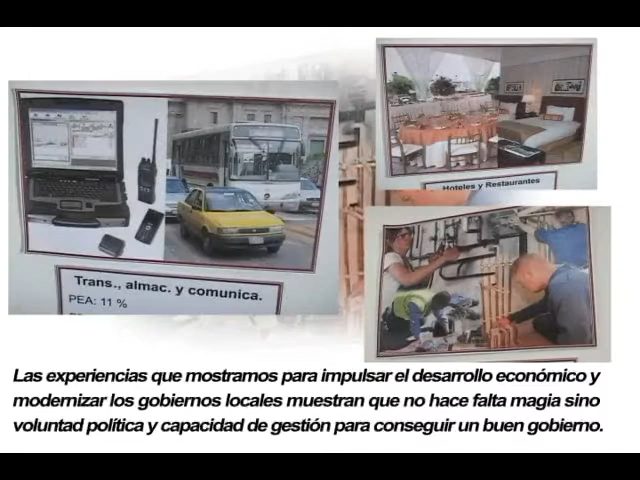 Hoteles y Restaurantes
Trans., almac. y comunica.
PEA: 11 %
Las experiencias que mostramos para impulsar el desarrollo económico y
modernizar los gobiernos locales muestran que no hace falta magia sino
voluntad política y capacidad de gestión para conseguir un buen gobierno.